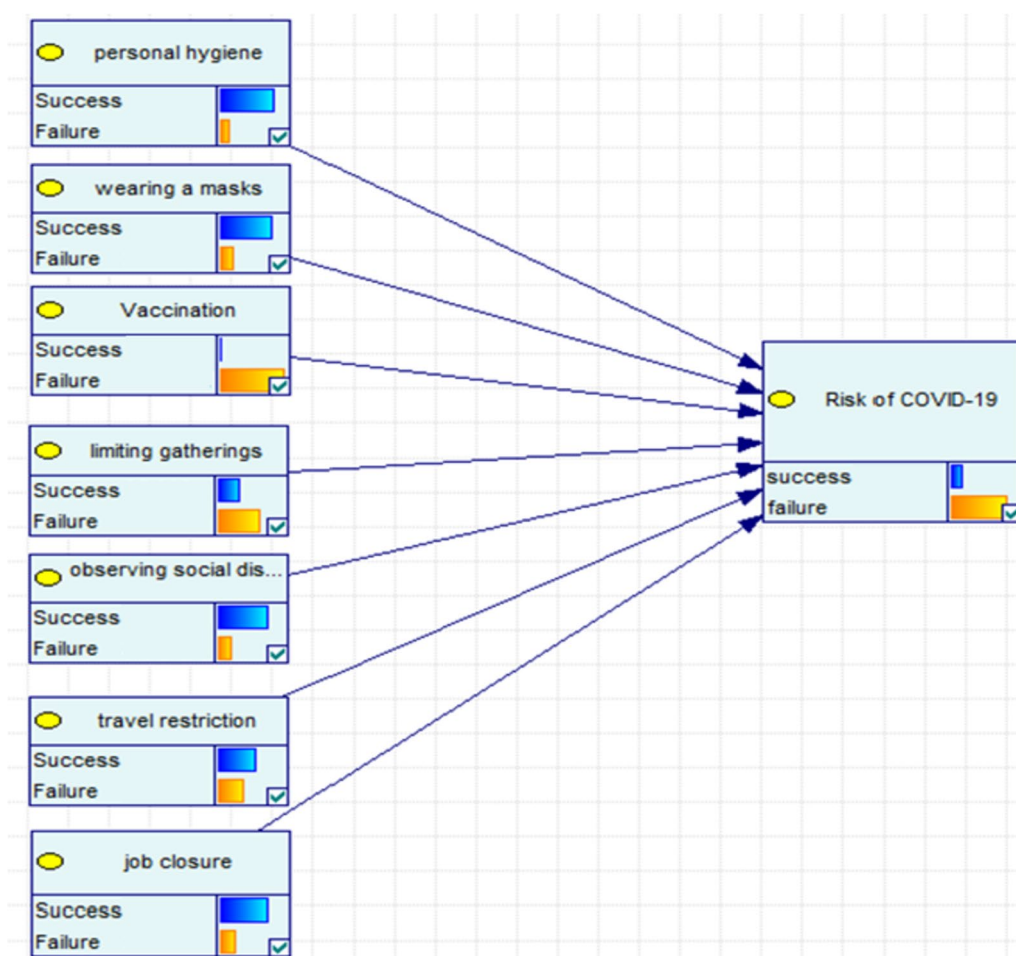 personal hygiene
Success
Failure
wearing a masks
Success
Failure
Vaccination
Success
Failure
limiting gatherings
Success
Failure
observing social dis...
Success
Failure
travel restriction
Success
Failure
job closure
Success
Failure
Risk of COVID-19
success
failure